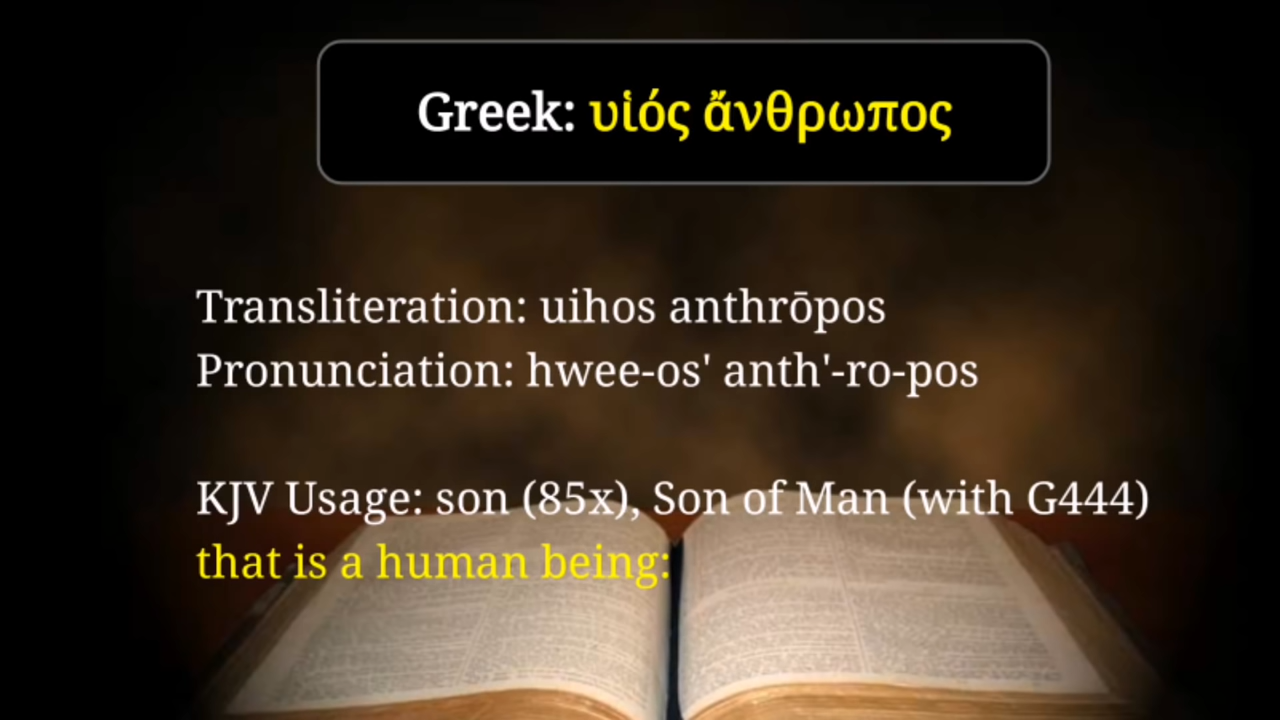 Greek: υἱός ἄνθρωπος
Transliteration: uihos anthrōpos
Pronunciation: hwee-os' anth'-ro-pos
KJV Usage: son (85x), Son of Man (with G444)
that is a human being: